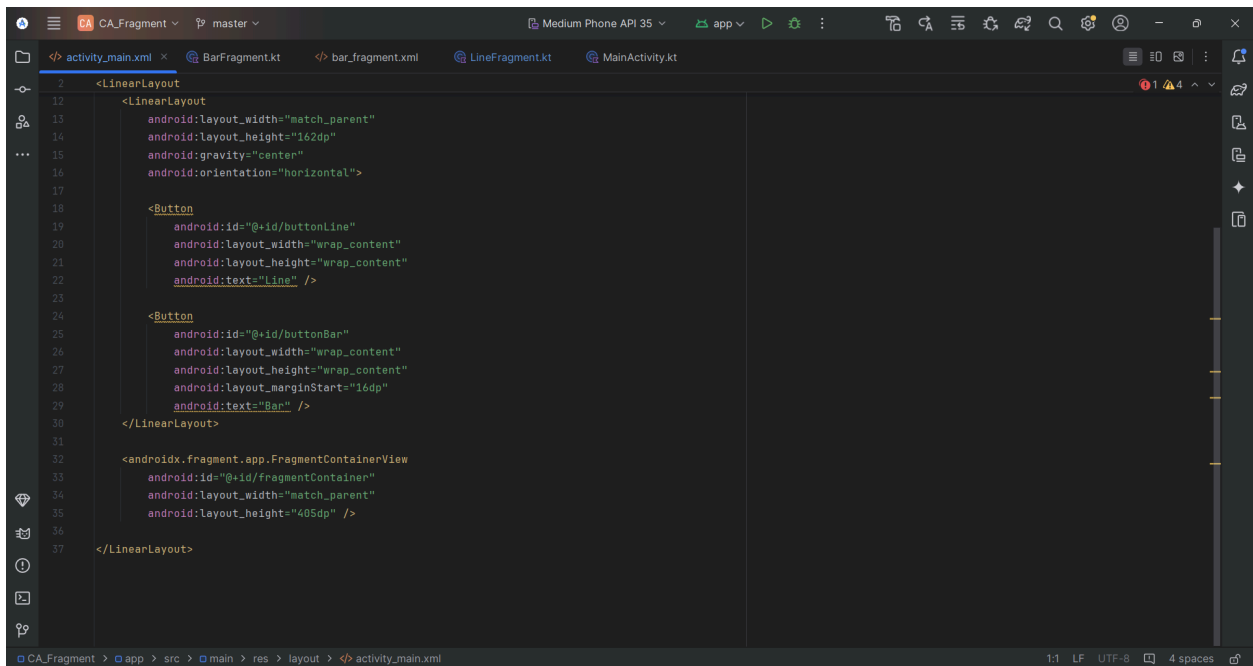 CA CA_Fragment master Medium Phone API 35 app
activity_main.xml BarFragment.kt bar_fragment.xml LineFragment.kt MainActivity.kt
2 <LinearLayout 1 4
12 <LinearLayout
13 android:layout_width="match_parent"
14 android:layout_height="162dp"
15 android:gravity="center"
16 android:orientation="horizontal">
17
18 <Button
19 android:id="@+id/buttonLine"
20 android:layout_width="wrap_content"
21 android:layout_height="wrap_content"
22 android:text="Line" />
23
24 <Button
25 android:id="@+id/buttonBar"
26 android:layout_width="wrap_content"
27 android:layout_height="wrap_content"
28 android:layout_marginStart="16dp"
29 android:text="Bar" />
30 </LinearLayout>
31
32 <androidx.fragment.app.FragmentContainerView
33 android:id="@+id/fragmentContainer"
34 android:layout_width="match_parent"
35 android:layout_height="405dp" />
36
37 </LinearLayout>
CA_Fragment > app > src > main > res > layout > activity_main.xml 1:1 LF UTF-8 4 spaces